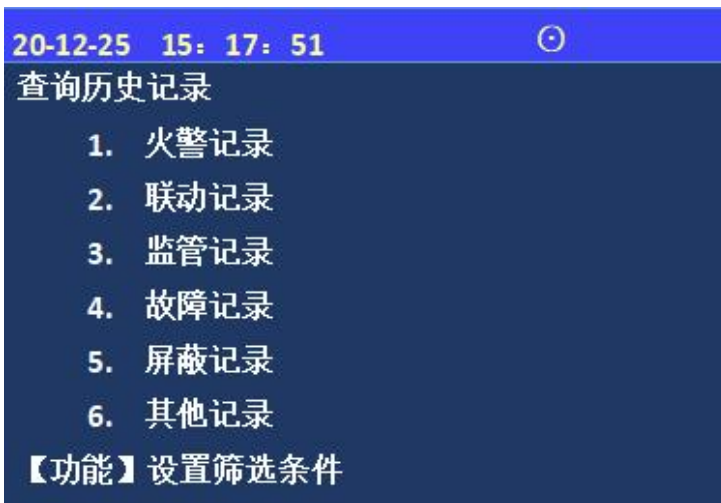 20-12-25 15：17：51
查询历史记录
1. 火警记录
2. 联动记录
3. 监管记录
4. 故障记录
5. 屏蔽记录
6. 其他记录
【功能】设置筛选条件